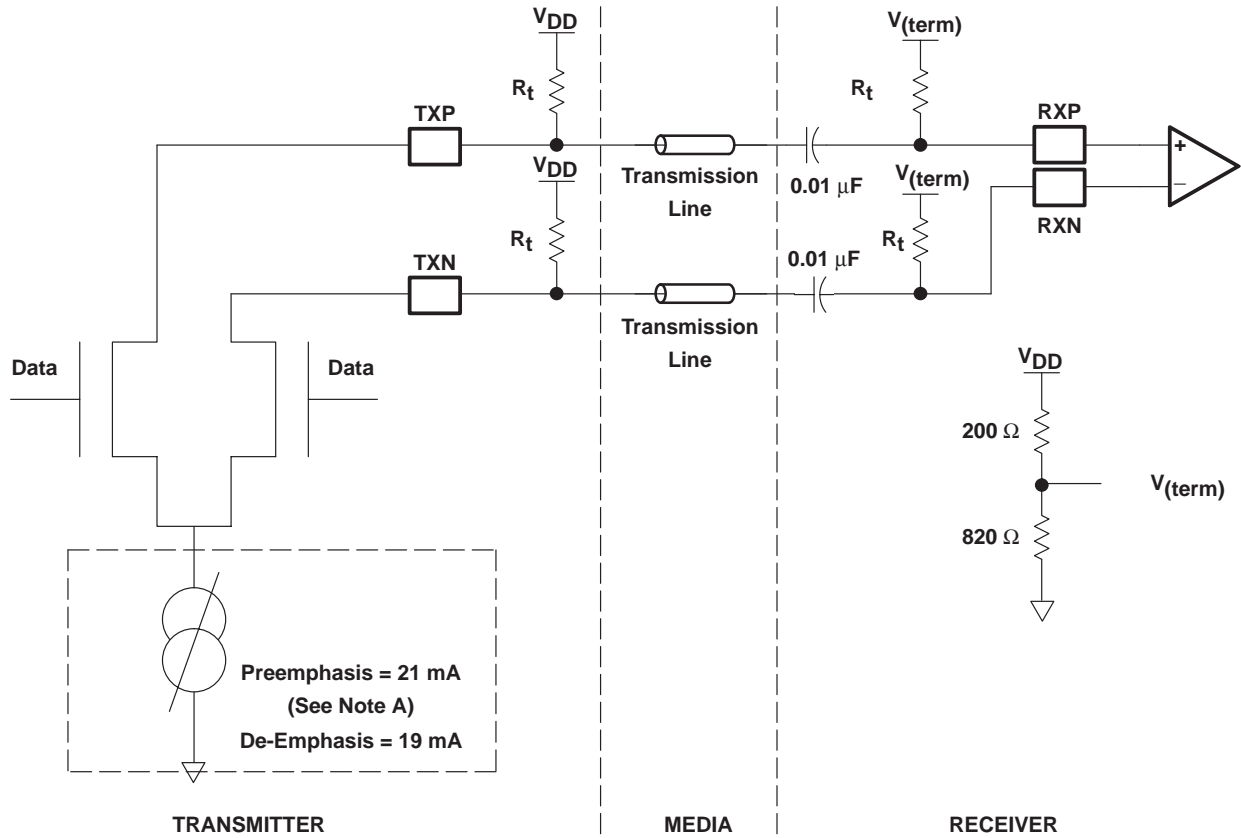 VDD
V(term)
Rt
Rt
TXP
RXP
+
VDD
Transmission
Line
0.01 μF
V(term)
−
RXN
Rt
Rt
TXN
0.01 μF
Transmission
Line
Data
Data
VDD
200 Ω
V(term)
820 Ω
Preemphasis = 21 mA
(See Note A)
De-Emphasis = 19 mA
TRANSMITTER
MEDIA
RECEIVER